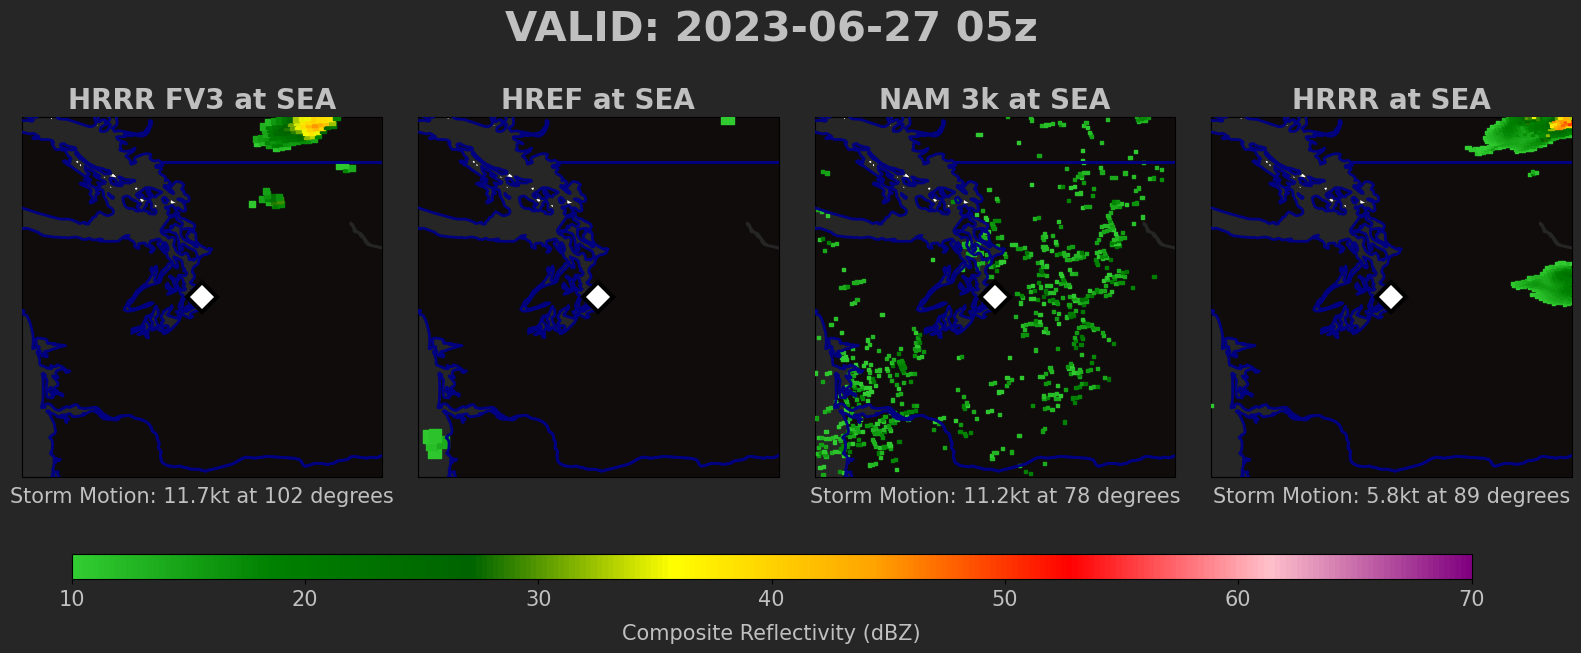 VALID: 2023-06-27 05z
HRRR FV3 at SEA
HREF at SEA
NAM 3k at SEA
HRRR at SEA
Storm Motion: 11.7kt at 102 degrees
Storm Motion: 11.2kt at 78 degrees
Storm Motion: 5.8kt at 89 degrees
10 20 30 40 50 60 70
Composite Reflectivity (dBZ)